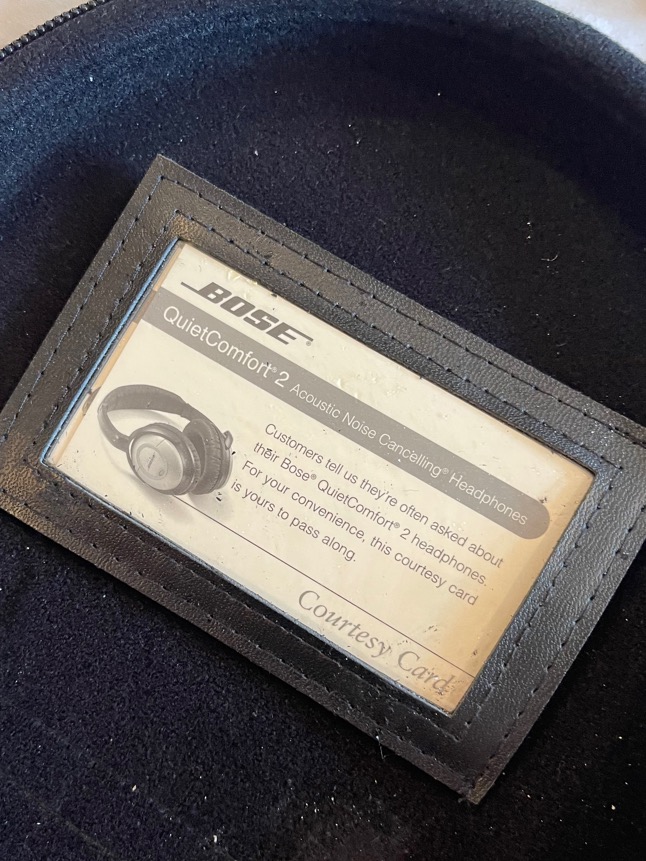 BOSE
QuietComfort® 2 Acoustic Noise Cancelling® Headphones
Customers tell us they're often asked about
their Bose® QuietComfort® 2 headphones.
For your convenience, this courtesy card
is yours to pass along.
Courtesy Card